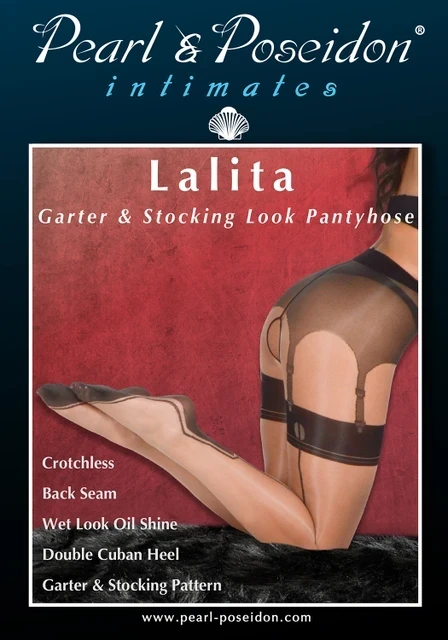 Pearl & Poseidon®
intimates
Lalita
Garter & Stocking Look Pantyhose
Crotchless
Back Seam
Wet Look Oil Shine
Double Cuban Heel
Garter & Stocking Pattern
www.pearl-poseidon.com